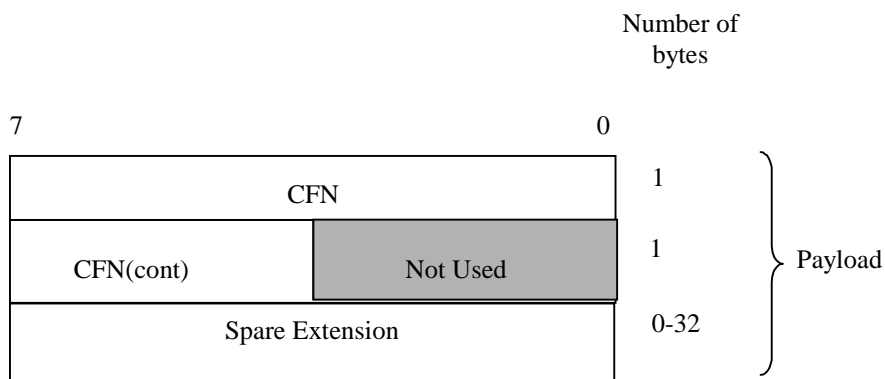 Number of
bytes
7 0
CFN 1
CFN(cont) Not Used 1 Payload
Spare Extension 0-32